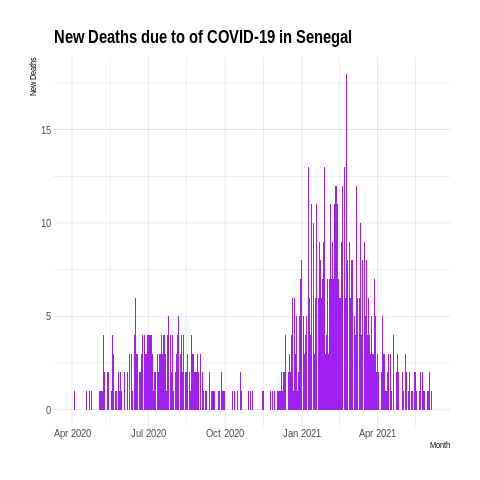 New Deaths due to of COVID-19 in Senegal
New Deaths
15
10
5
0
Apr 2020 Jul 2020 Oct 2020 Jan 2021 Apr 2021
Month